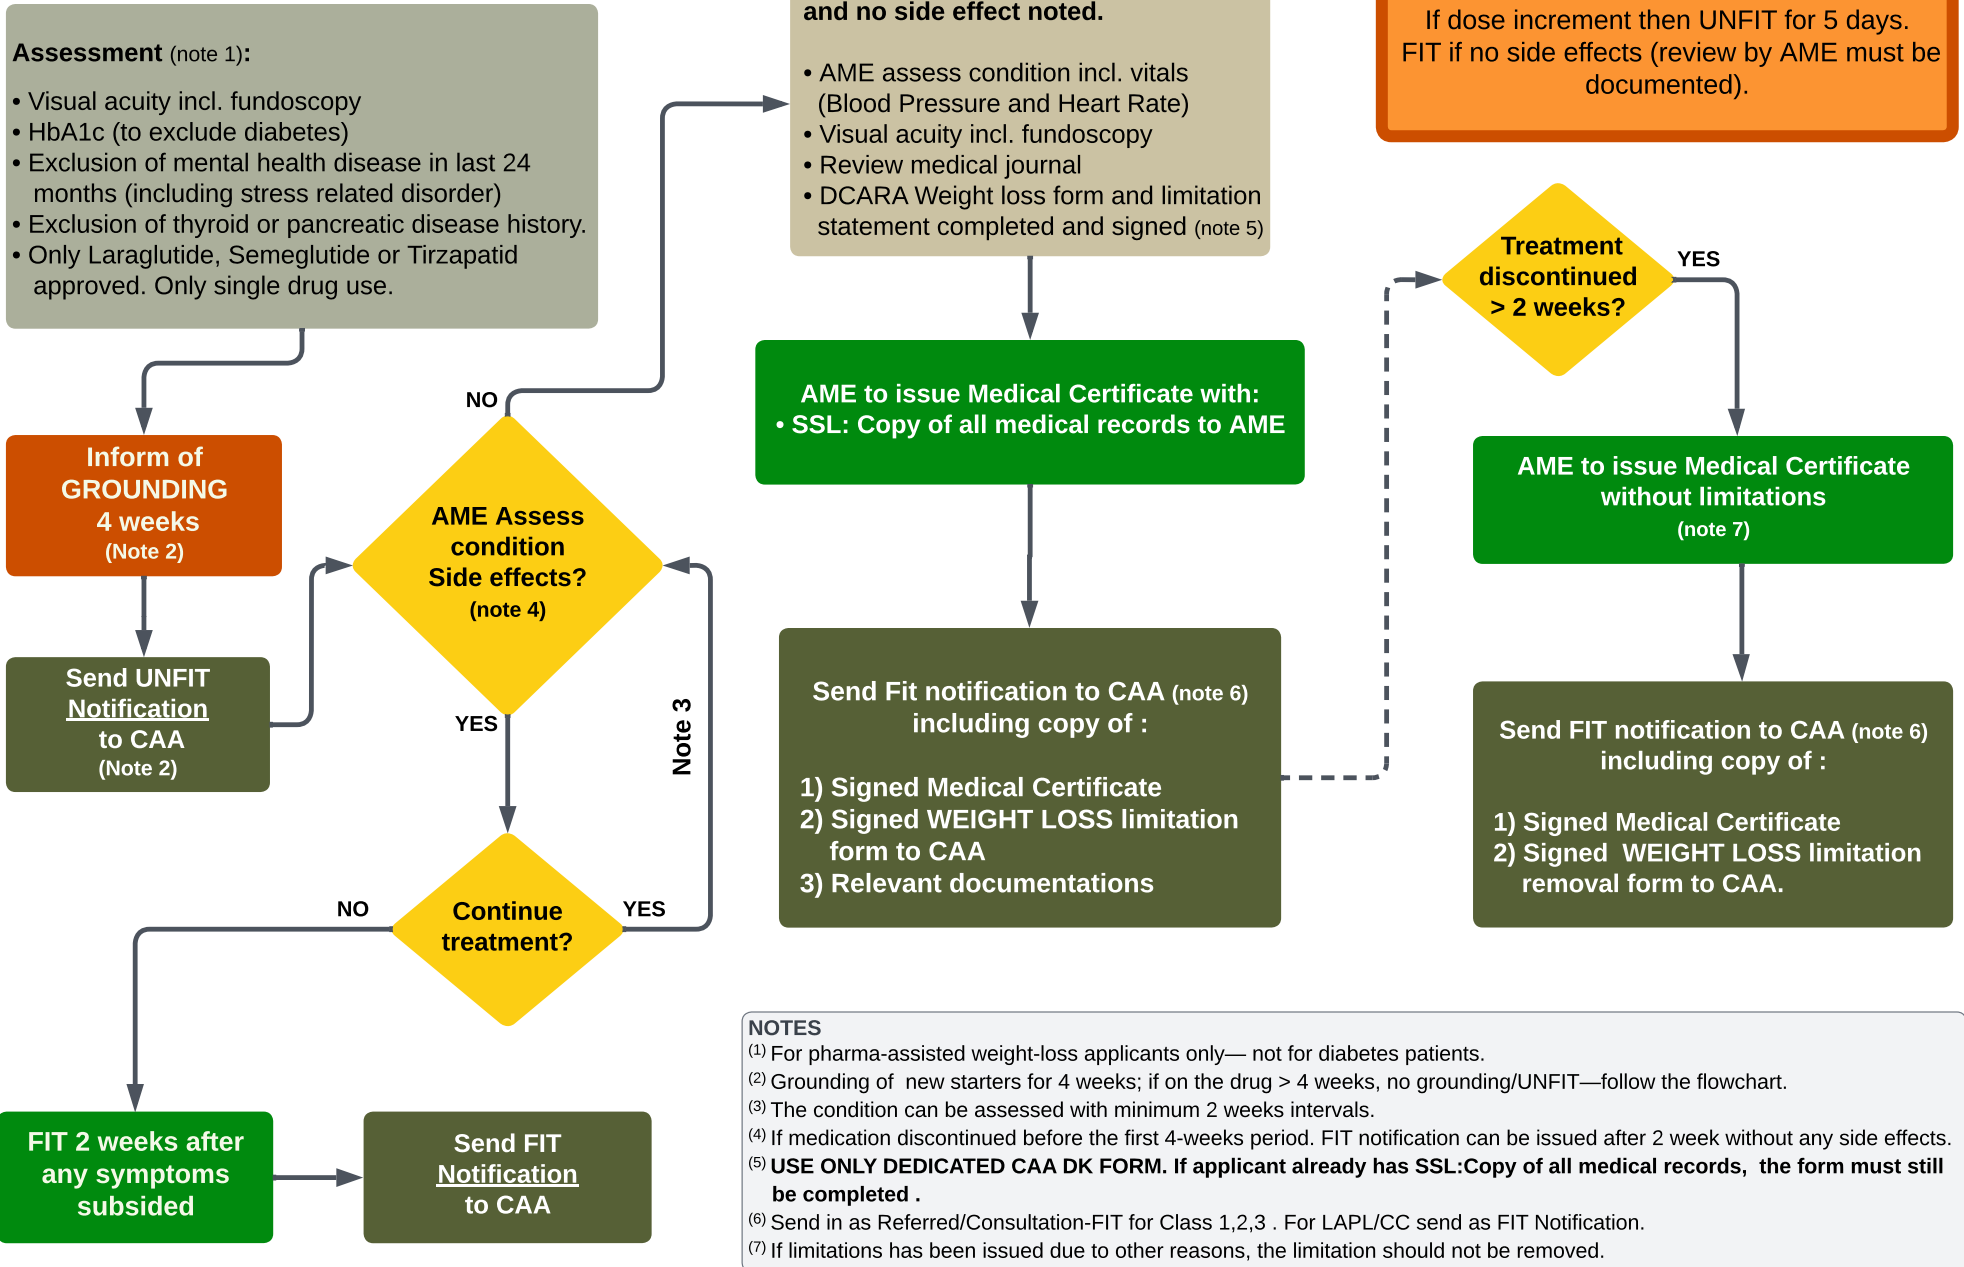 Assessment (note 1):
• Visual acuity incl. fundoscopy
• HbA1c (to exclude diabetes)
• Exclusion of mental health disease in last 24
months (including stress related disorder)
• Exclusion of thyroid or pancreatic disease history.
• Only Laraglutide, Semeglutide or Tirzapatid
approved. Only single drug use.
Inform of
GROUNDING
4 weeks
(Note 2)
Send UNFIT
Notification
to CAA
(Note 2)
NO
AME Assess
condition
Side effects?
(note 4)
YES
Note 3
Continue
treatment?
NO
YES
FIT 2 weeks after
any symptoms
subsided
Send FIT
Notification
to CAA
and no side effect noted.
• AME assess condition incl. vitals
(Blood Pressure and Heart Rate)
• Visual acuity incl. fundoscopy
• Review medical journal
• DCARA Weight loss form and limitation
statement completed and signed (note 5)
AME to issue Medical Certificate with:
• SSL: Copy of all medical records to AME
Send Fit notification to CAA (note 6)
including copy of :
1) Signed Medical Certificate
2) Signed WEIGHT LOSS limitation
form to CAA
3) Relevant documentations
If dose increment then UNFIT for 5 days.
FIT if no side effects (review by AME must be
documented).
Treatment
discontinued
> 2 weeks?
YES
AME to issue Medical Certificate
without limitations
(note 7)
Send FIT notification to CAA (note 6)
including copy of :
1) Signed Medical Certificate
2) Signed  WEIGHT LOSS limitation
removal form to CAA.
NOTES
(1) For pharma-assisted weight-loss applicants only— not for diabetes patients.
(2) Grounding of  new starters for 4 weeks; if on the drug > 4 weeks, no grounding/UNFIT—follow the flowchart.
(3) The condition can be assessed with minimum 2 weeks intervals.
(4) If medication discontinued before the first 4-weeks period. FIT notification can be issued after 2 week without any side effects.
(5) USE ONLY DEDICATED CAA DK FORM. If applicant already has SSL:Copy of all medical records,  the form must still
be completed .
(6) Send in as Referred/Consultation-FIT for Class 1,2,3 . For LAPL/CC send as FIT Notification.
(7) If limitations has been issued due to other reasons, the limitation should not be removed.